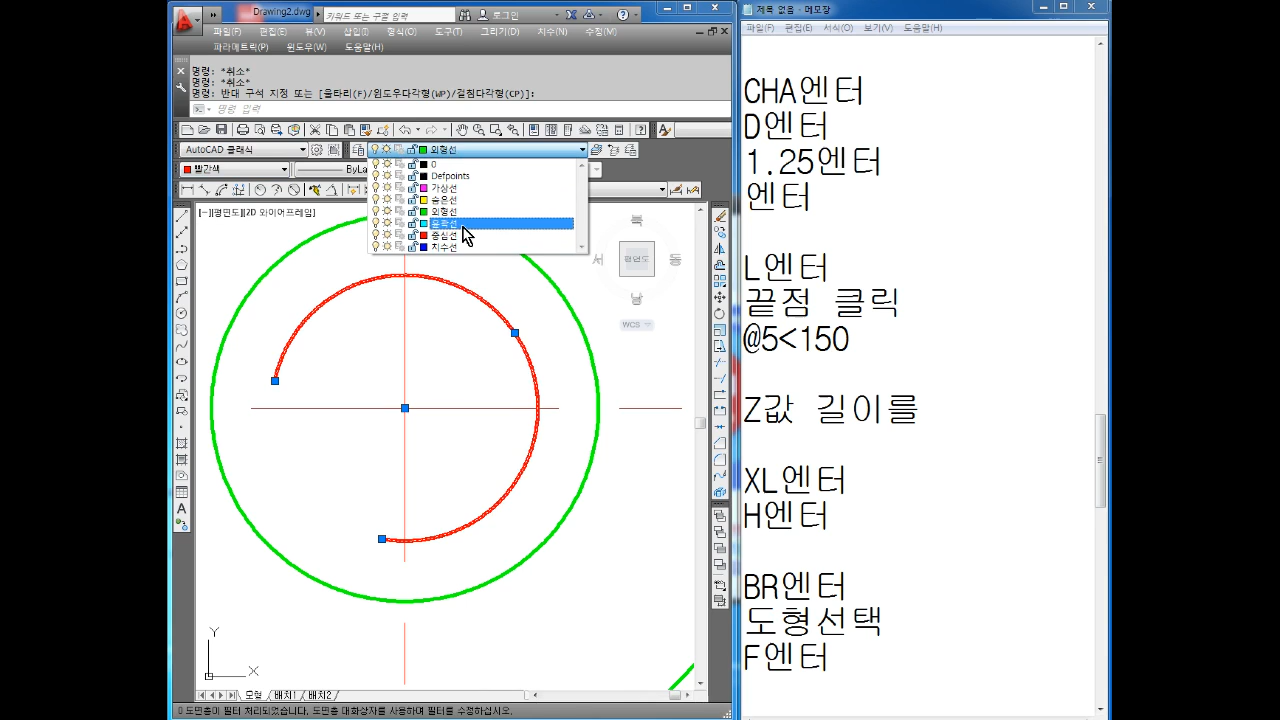 Drawing2.dwg
키워드 또는 구절 입력
로그인
파일(F) 편집(E) 뷰(V) 삽입(I) 형식(O) 도구(T) 그리기(D) 치수(N) 수정(M)
파라메트릭(P) 윈도우(W) 도움말(H)
명령: *취소*
명령: *취소*
명령: 반대 구석 지정 또는 [울타리(F)/윈도우다각형(WP)/걸침다각형(CP)]:
명령 입력
AutoCAD 클래식
외형선
빨간색
ByLa
0
Defpoints
가상선
숨은선
외형선
윤곽선
중심선
치수선
[-][평면도][2D 와이어프레임]
북
서
평면도
동
남
WCS
Y
X
모형 배치1 배치2
0 도면층이 필터 처리되었습니다, 도면층 대화상자를 사용하여 필터를 수정하십시오.
제목 없음 - 메모장
파일(F) 편집(E) 서식(O) 보기(V) 도움말(H)
CHA엔터
D엔터
1.25엔터
엔터
L엔터
끝점 클릭
@5<150
Z값 길이를
XL엔터
H엔터
BR엔터
도형선택
F엔터